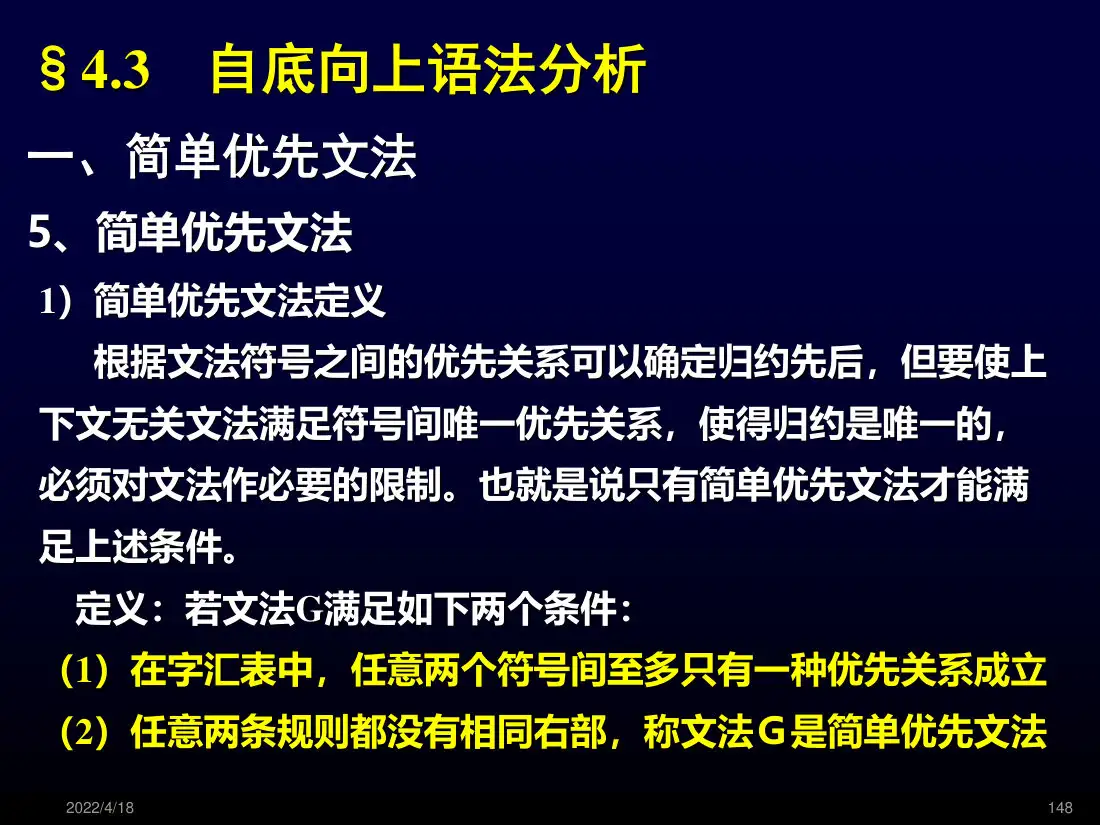 §4.3 自底向上语法分析
一、简单优先文法
5、简单优先文法
1）简单优先文法定义
根据文法符号之间的优先关系可以确定归约先后，但要使上
下文无关文法满足符号间唯一优先关系，使得归约是唯一的，
必须对文法作必要的限制。也就是说只有简单优先文法才能满
足上述条件。
定义：若文法G满足如下两个条件：
（1）在字汇表中，任意两个符号间至多只有一种优先关系成立
（2）任意两条规则都没有相同右部，称文法Ｇ是简单优先文法
2022/4/18
148